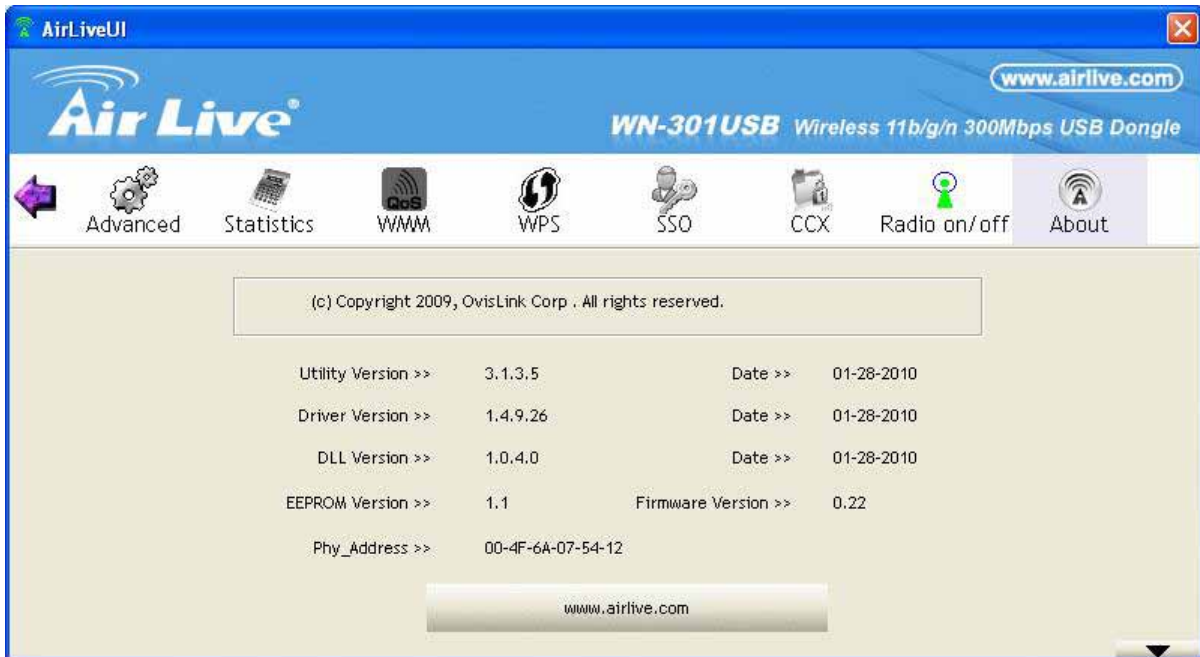 AirLiveUI
www.airlive.com
Air Live®
WN-301USB Wireless 11b/g/n 300Mbps USB Dongle
QoS
Advanced Statistics WMM WPS SSO CCX Radio on/off About
(c) Copyright 2009, OvisLink Corp . All rights reserved.
Utility Version >> 3.1.3.5 Date >> 01-28-2010
Driver Version >> 1.4.9.26 Date >> 01-28-2010
DLL Version >> 1.0.4.0 Date >> 01-28-2010
EEPROM Version >> 1.1 Firmware Version >> 0.22
Phy_Address >> 00-4F-6A-07-54-12
www.airlive.com